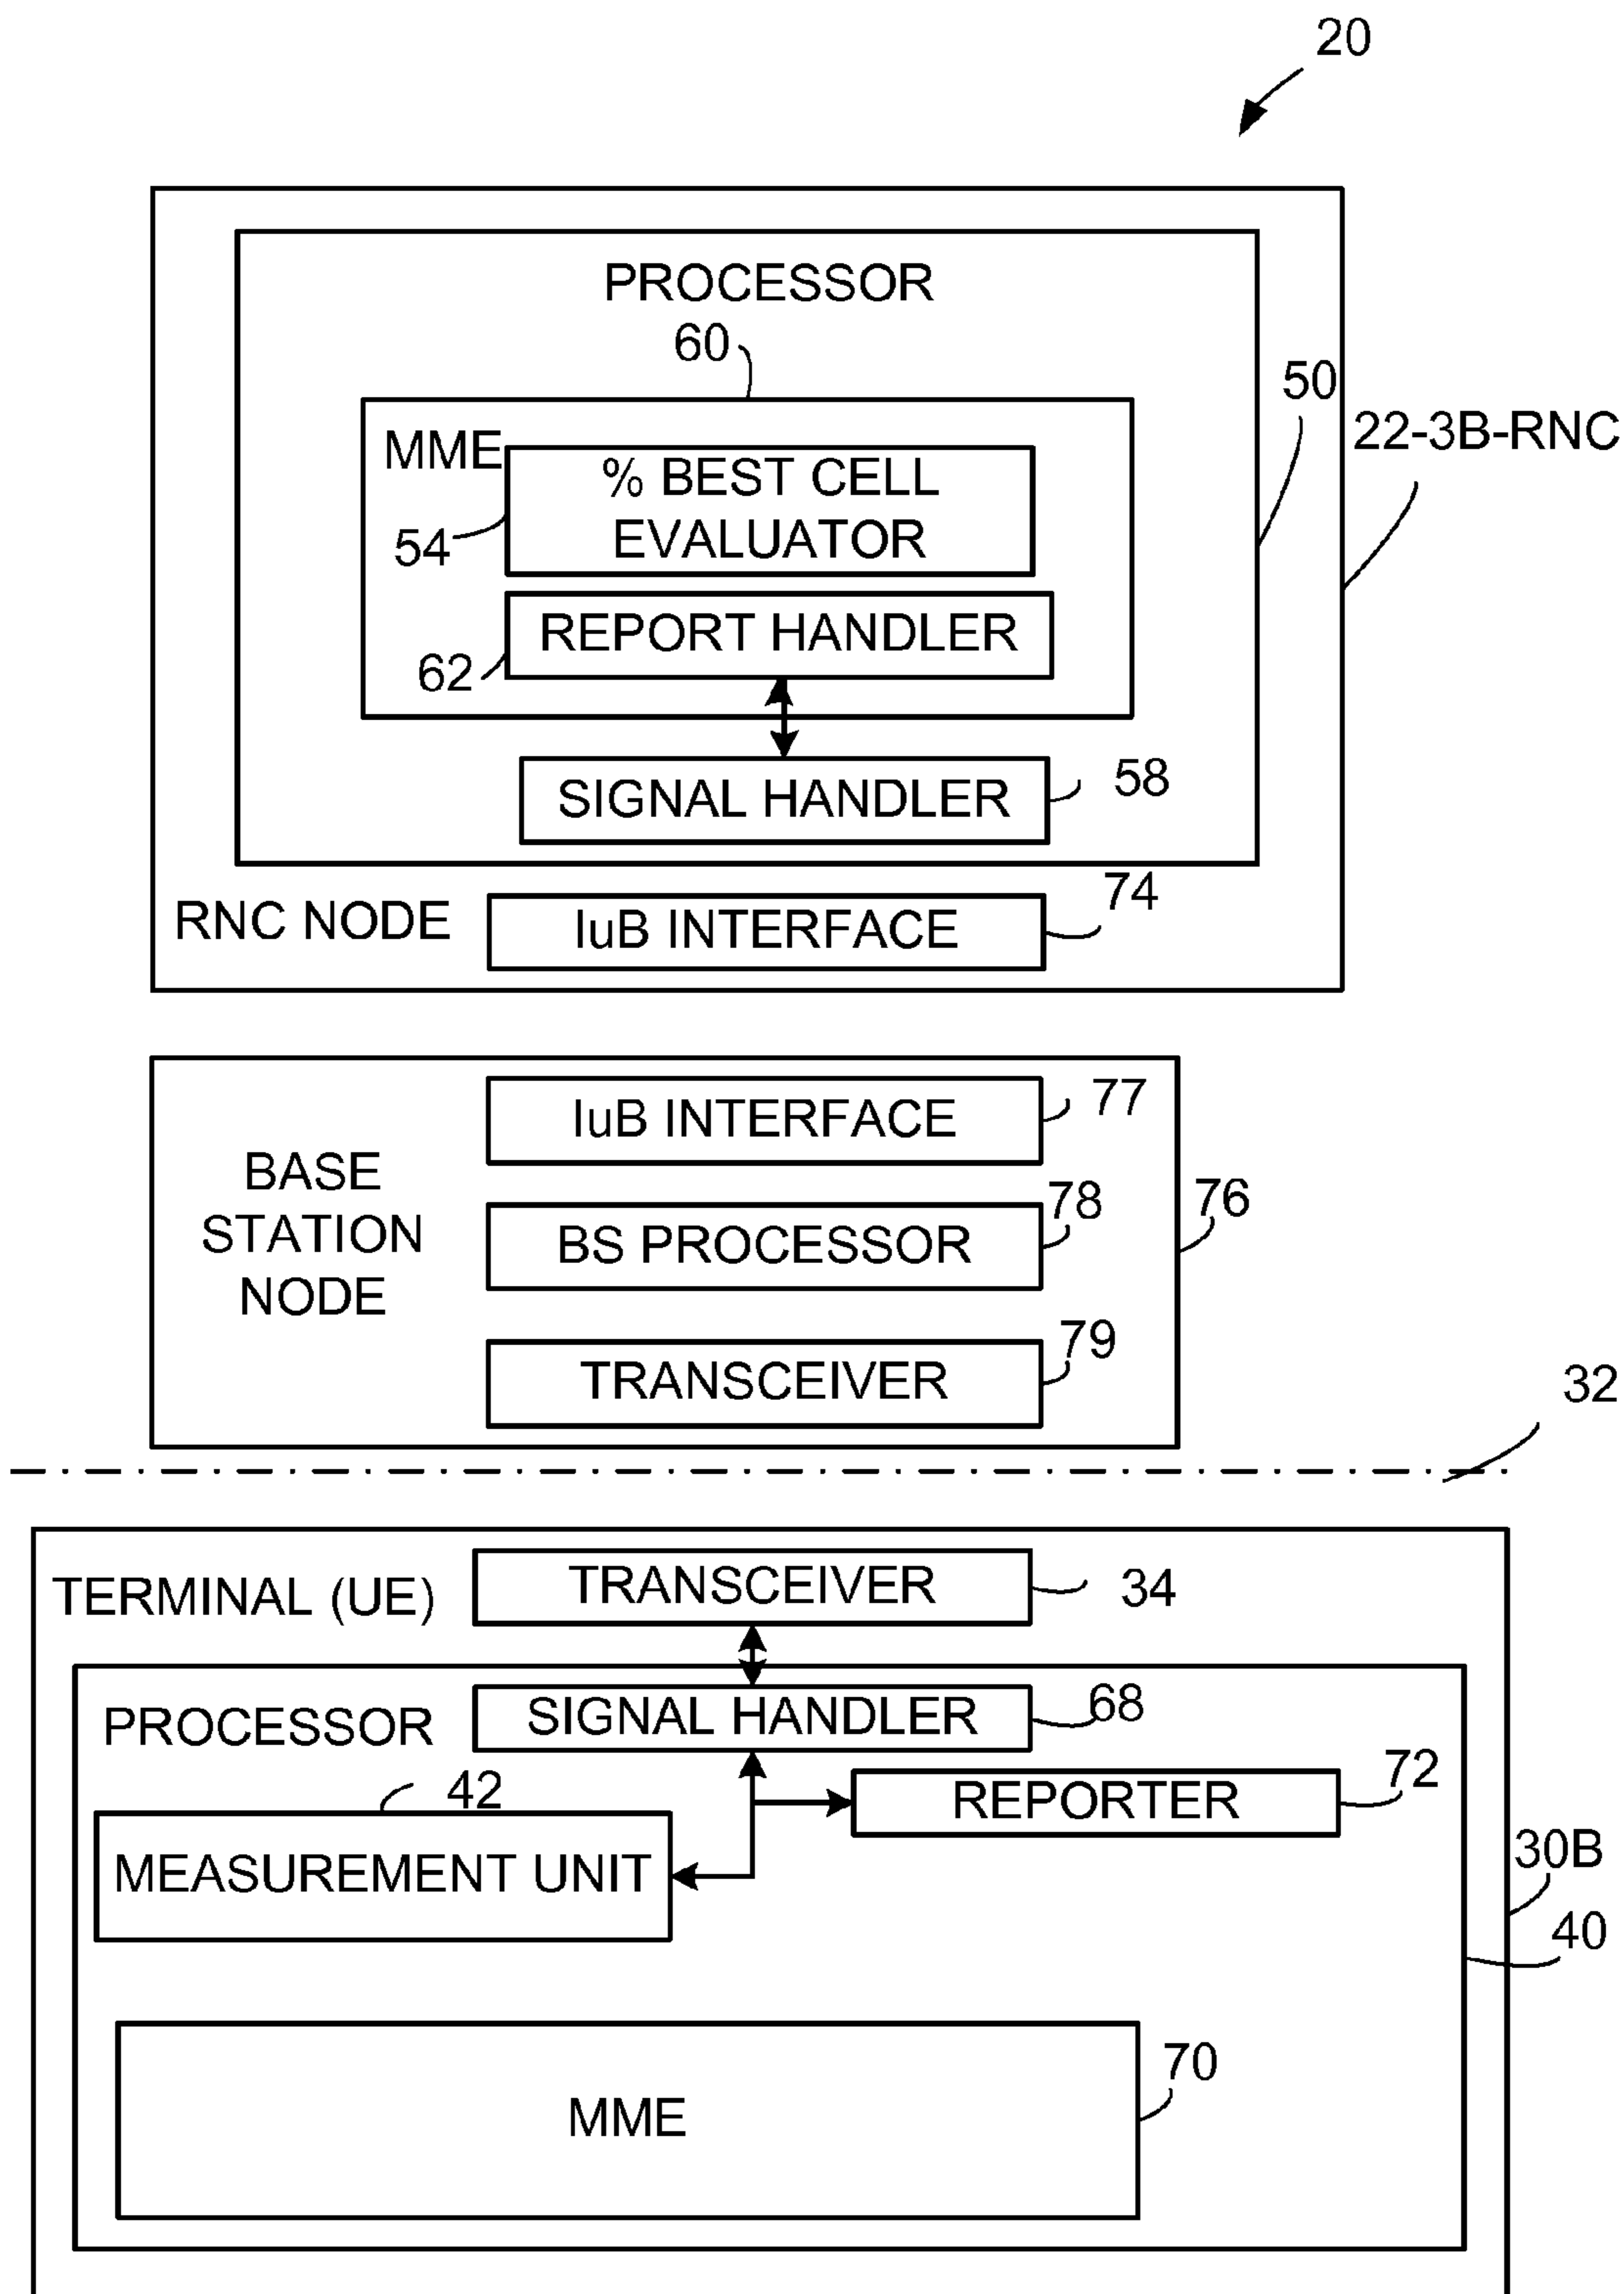 20
PROCESSOR
60
50
22-3B-RNC
MME
% BEST CELL
EVALUATOR
54
REPORT HANDLER
62
SIGNAL HANDLER
58
74
RNC NODE
IuB INTERFACE
IuB INTERFACE
77
BASE
STATION
NODE
78
BS PROCESSOR
76
79
TRANSCEIVER
32
TERMINAL (UE)
TRANSCEIVER
34
PROCESSOR
SIGNAL HANDLER
68
42
REPORTER
72
MEASUREMENT UNIT
30B
40
MME
70